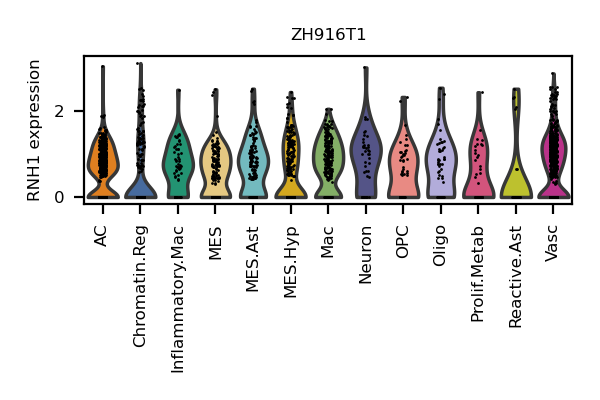 ZH916T1
RNH1 expression
2
0
AC
Chromatin.Reg
Inflammatory.Mac
MES
MES.Ast
MES.Hyp
Mac
Neuron
OPC
Oligo
Prolif.Metab
Reactive.Ast
Vasc